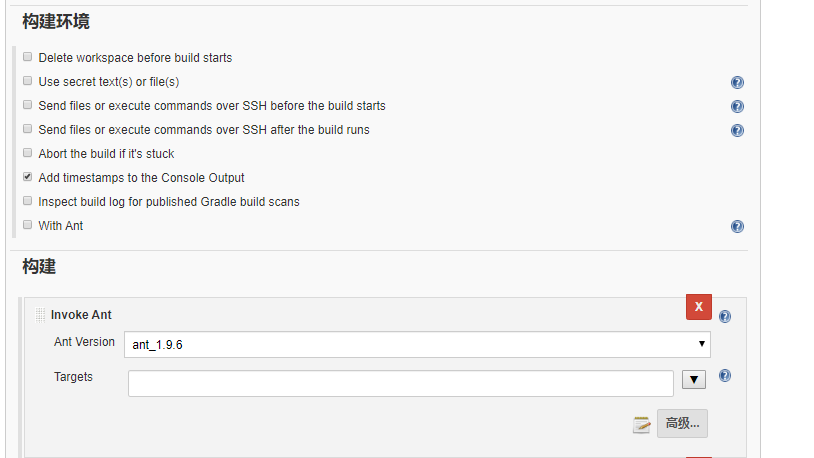 构建环境
Delete workspace before build starts
Use secret text(s) or file(s)
Send files or execute commands over SSH before the build starts
Send files or execute commands over SSH after the build runs
Abort the build if it's stuck
Add timestamps to the Console Output
Inspect build log for published Gradle build scans
With Ant
构建
X
Invoke Ant
Ant Version
ant_1.9.6
Targets
高级...